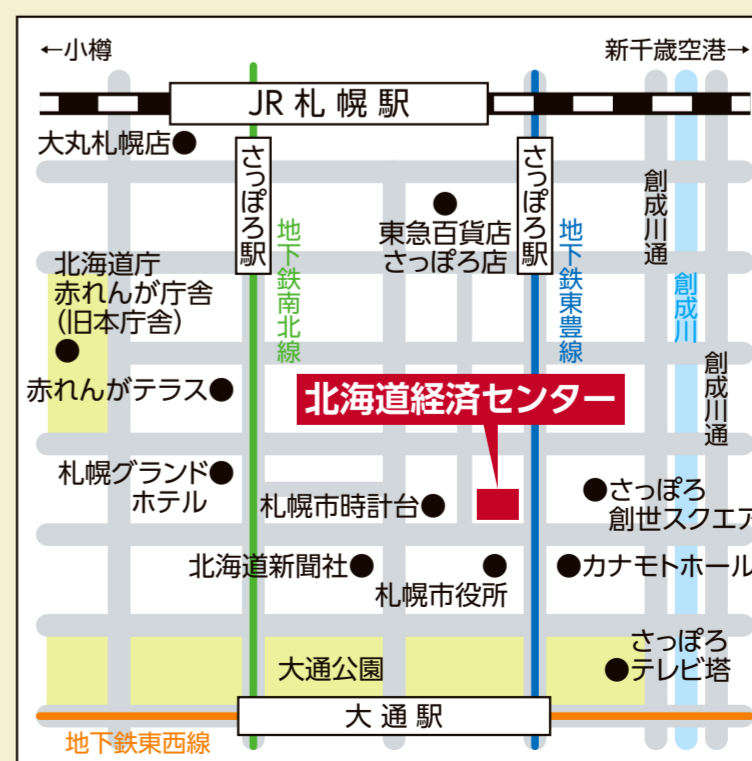 ←小樽
新千歳空港→
JR 札幌駅
大丸札幌店
さっぽろ駅
さっぽろ駅
創成川通
東急百貨店
さっぽろ店
地下鉄南北線
地下鉄東豊線
北海道庁
赤れんが庁舎
(旧本庁舎)
創成川
創成川通
赤れんがテラス
北海道経済センター
札幌グランド
ホテル
札幌市時計台
さっぽろ
創世スクエア
北海道新聞社
札幌市役所
カナモトホール
大通公園
さっぽろ
テレビ塔
大通駅
地下鉄東西線